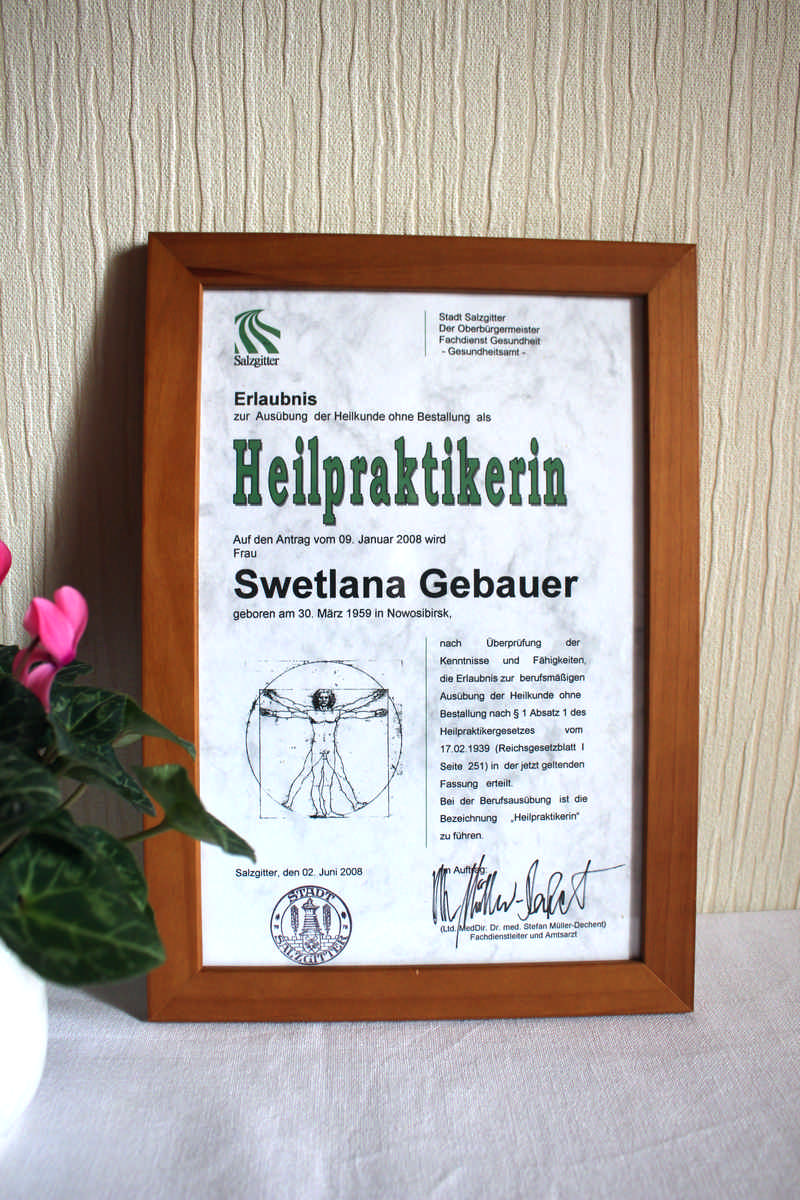 Salzgitter
Stadt Salzgitter
Der Oberbürgermeister
Fachdienst Gesundheit
- Gesundheitsamt -
Erlaubnis
zur Ausübung der Heilkunde ohne Bestallung als
Heilpraktikerin
Auf den Antrag vom 09. Januar 2008 wird
Frau
Swetlana Gebauer
geboren am 30. März 1959 in Nowosibirsk,
nach Überprüfung der
Kenntnisse und Fähigkeiten,
die Erlaubnis zur berufsmäßigen
Ausübung der Heilkunde ohne
Bestallung nach § 1 Absatz 1 des
Heilpraktikergesetzes vom
17.02.1939 (Reichsgesetzblatt I
Seite 251) in der jetzt geltenden
Fassung erteilt.
Bei der Berufsausübung ist die
Bezeichnung „Heilpraktikerin"
zu führen.
Salzgitter, den 02. Juni 2008
STADT
SALZGITTER
Im Auftrag:
(Ltd. MedDir. Dr. med. Stefan Müller-Dechent)
Fachdienstleiter und Amtsarzt